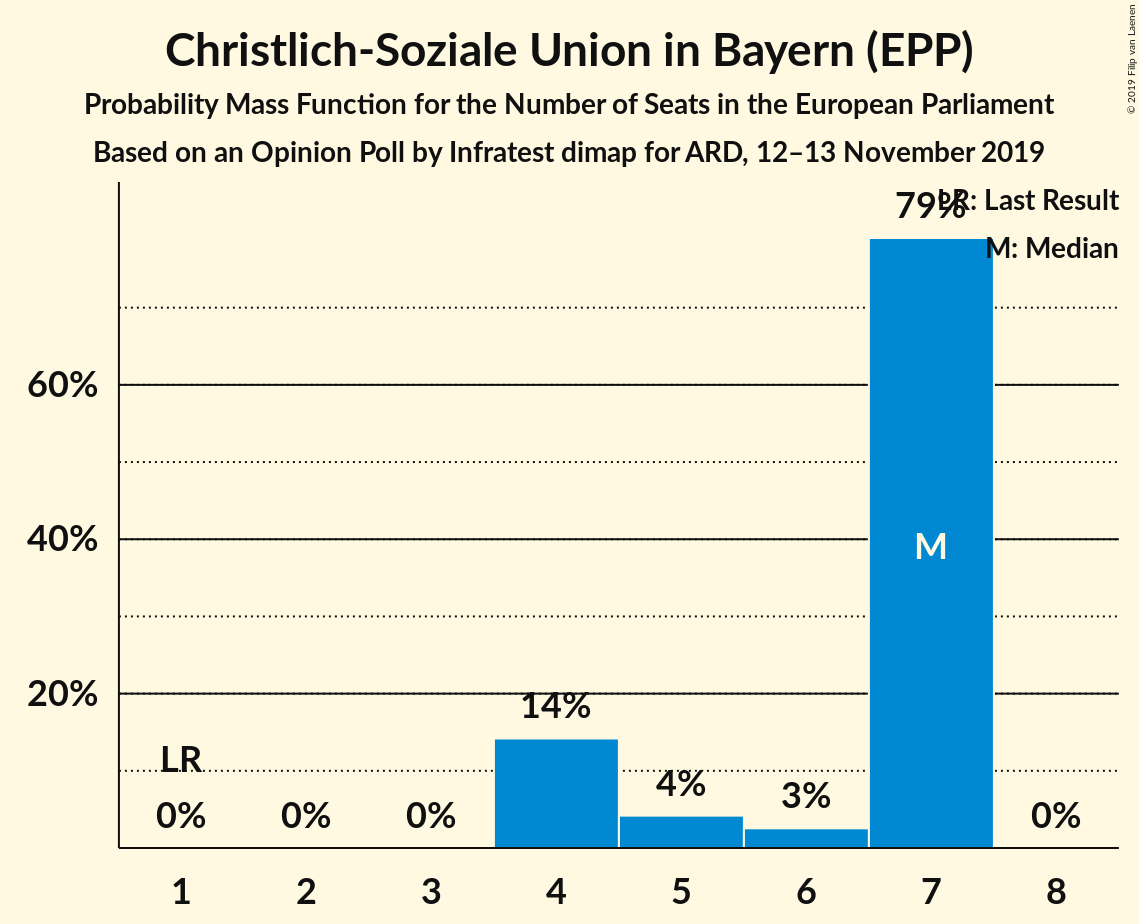 Christlich-Soziale Union in Bayern (EPP)
Probability Mass Function for the Number of Seats in the European Parliament
Based on an Opinion Poll by Infratest dimap for ARD, 12–13 November 2019
© 2019 Filip van Laenen
LR: Last Result
M: Median
79%
60%
40%
M
20%
14%
LR
4%
3%
0%
0%
0%
0%
1 2 3 4 5 6 7 8